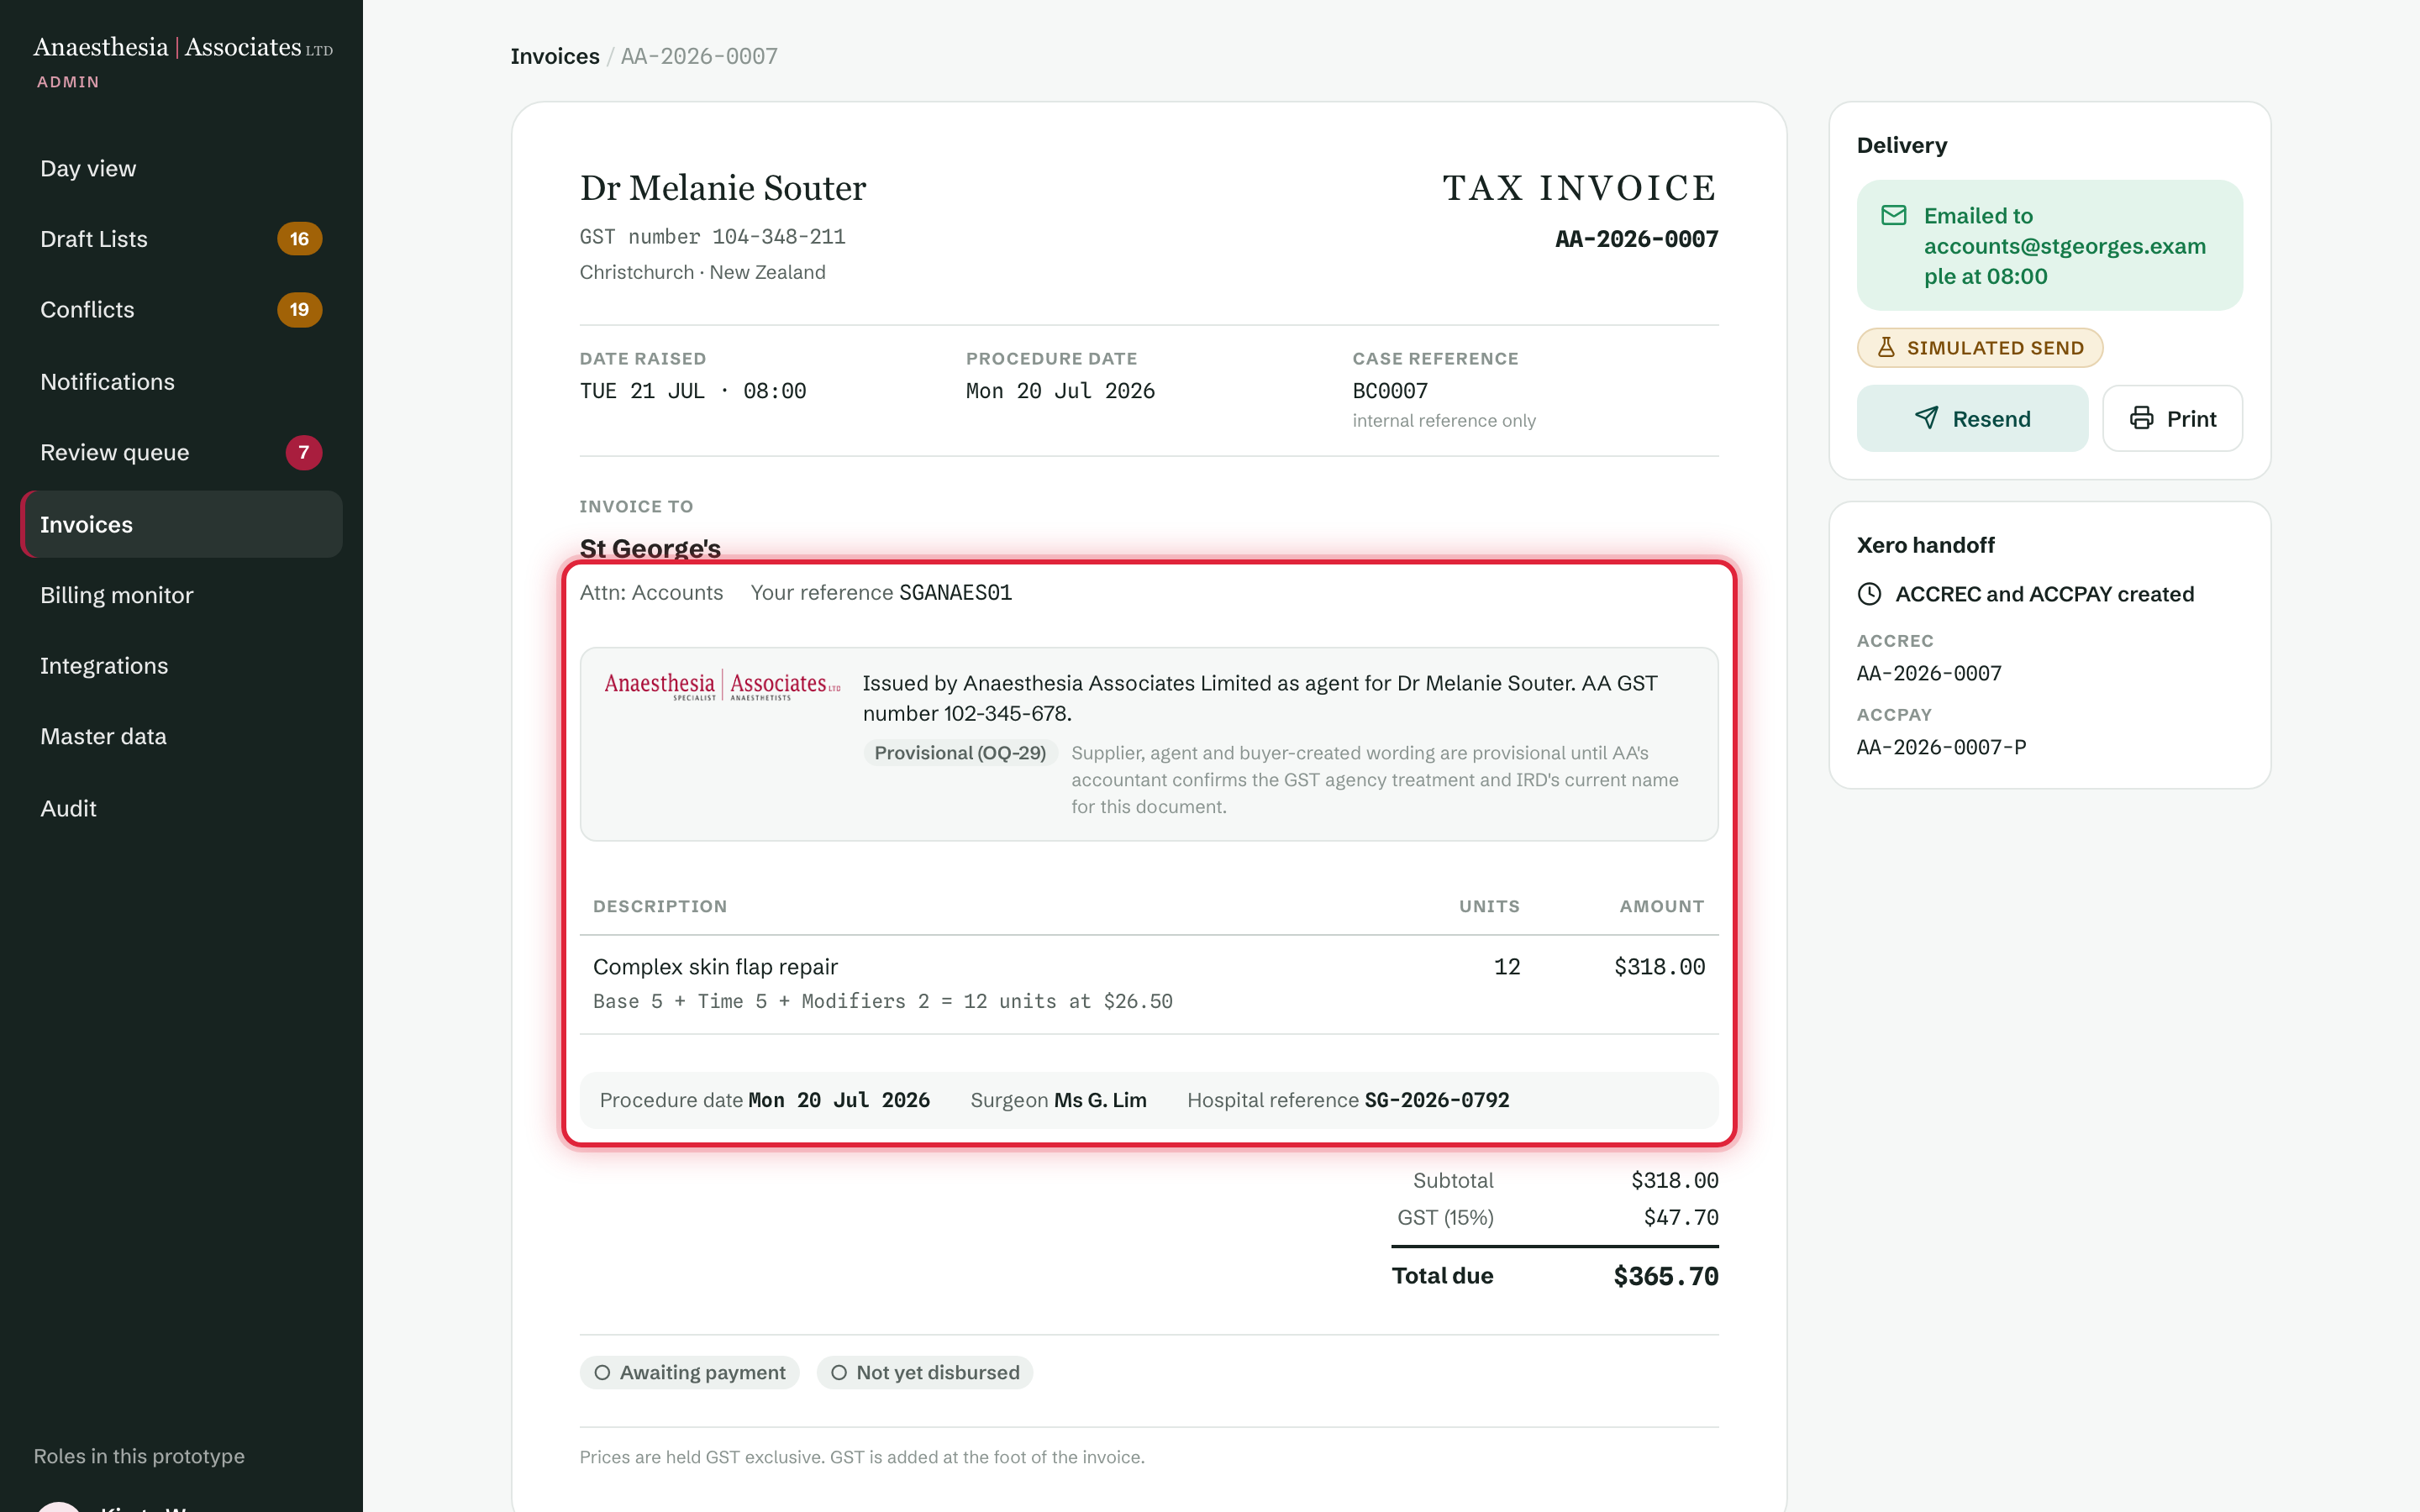 Anaesthesia | Associates LTD
ADMIN
Day view
Draft Lists 16
Conflicts 19
Notifications
Review queue 7
Invoices
Billing monitor
Integrations
Master data
Audit
Roles in this prototype
Invoices / AA-2026-0007
Dr Melanie Souter
GST number 104-348-211
Christchurch · New Zealand
TAX INVOICE
AA-2026-0007
DATE RAISED
TUE 21 JUL · 08:00
PROCEDURE DATE
Mon 20 Jul 2026
CASE REFERENCE
BC0007
internal reference only
INVOICE TO
St George's
Attn: Accounts Your reference SGANAES01
Anaesthesia | Associates LTD
SPECIALIST ANAESTHETISTS
Issued by Anaesthesia Associates Limited as agent for Dr Melanie Souter. AA GST
number 102-345-678.
Provisional (OQ-29)
Supplier, agent and buyer-created wording are provisional until AA's
accountant confirms the GST agency treatment and IRD's current name
for this document.
DESCRIPTION UNITS AMOUNT
Complex skin flap repair 12 $318.00
Base 5 + Time 5 + Modifiers 2 = 12 units at $26.50
Procedure date Mon 20 Jul 2026 Surgeon Ms G. Lim Hospital reference SG-2026-0792
Subtotal $318.00
GST (15%) $47.70
Total due $365.70
Awaiting payment Not yet disbursed
Prices are held GST exclusive. GST is added at the foot of the invoice.
Delivery
Emailed to
accounts@stgeorges.exam
ple at 08:00
SIMULATED SEND
Resend Print
Xero handoff
ACCREC and ACCPAY created
ACCREC
AA-2026-0007
ACCPAY
AA-2026-0007-P